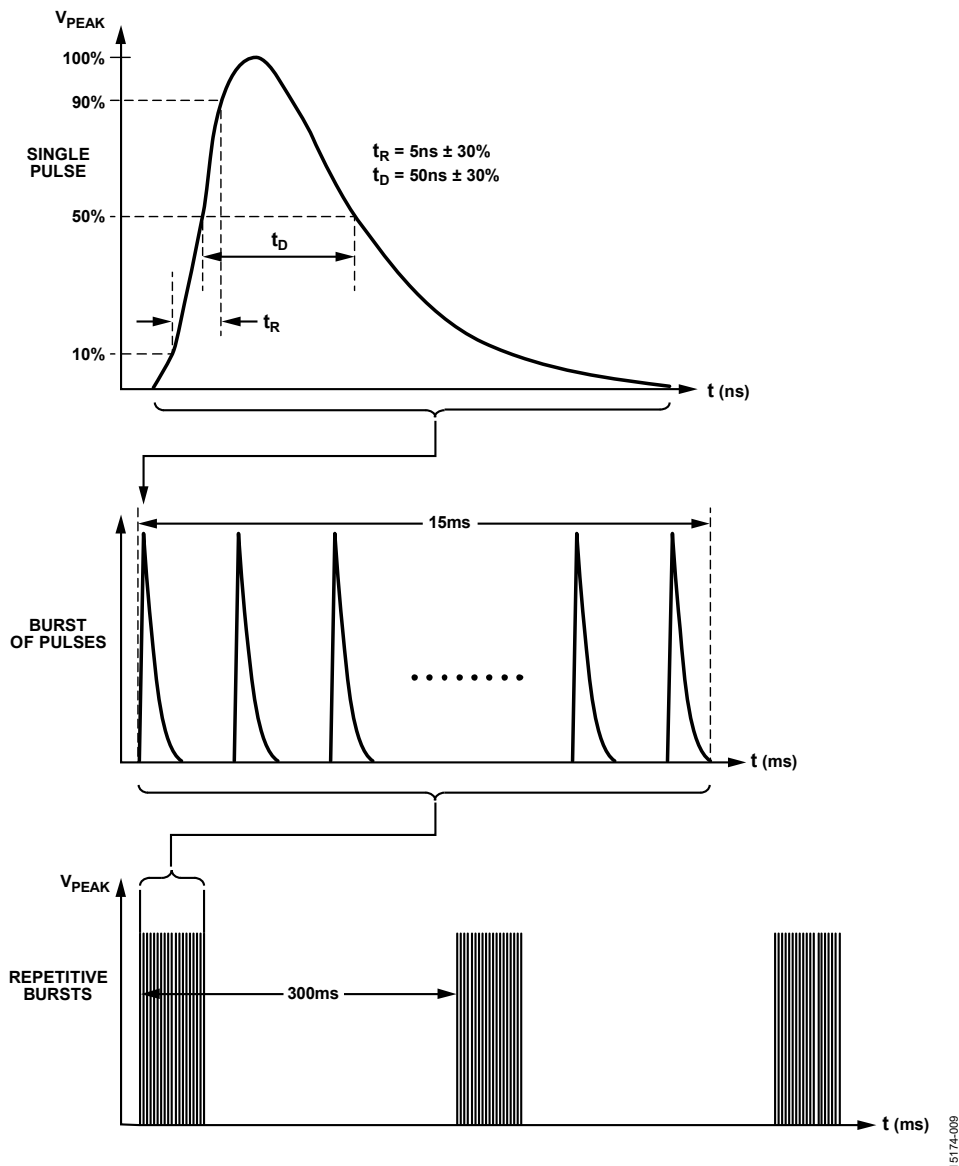 VPEAK
100%
90%
SINGLE
PULSE
tR = 5ns ± 30%
tD = 50ns ± 30%
50%
tD
tR
10%
t (ns)
15ms
BURST
OF PULSES
t (ms)
VPEAK
REPETITIVE
BURSTS
300ms
t (ms)
15174-009